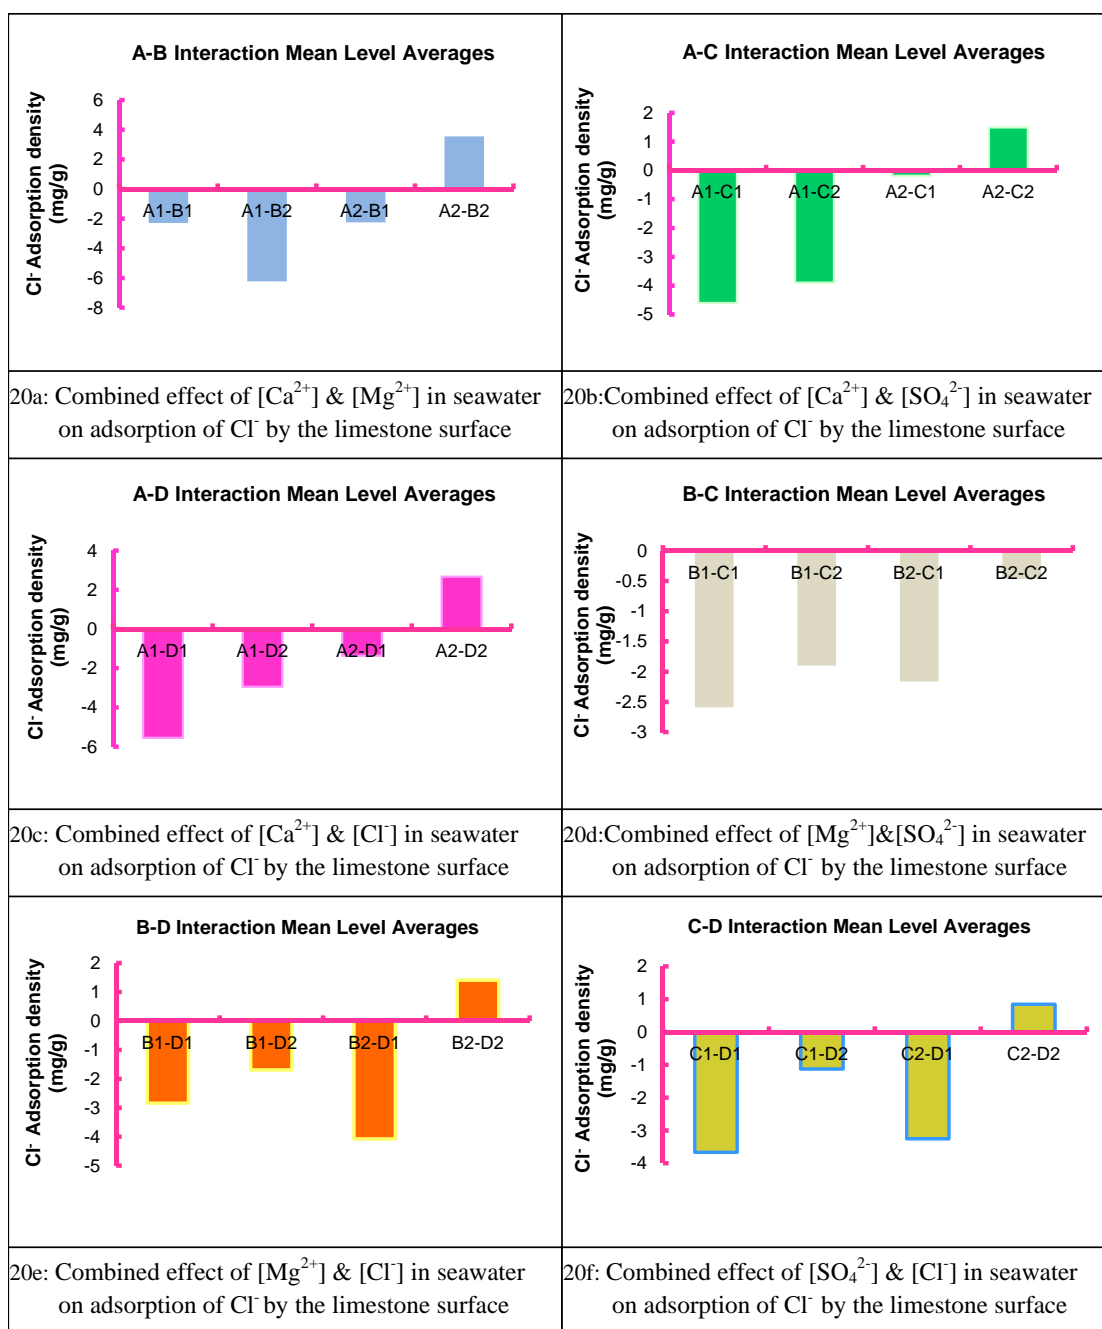 A-B Interaction Mean Level Averages
Cl- Adsorption density
(mg/g)
6
4
2
0
-2
-4
-6
-8
A1-B1
A1-B2
A2-B1
A2-B2
20a: Combined effect of [Ca²⁺] & [Mg²⁺] in seawater
on adsorption of Cl⁻ by the limestone surface
A-C Interaction Mean Level Averages
Cl- Adsorption density
(mg/g)
2
1
0
-1
-2
-3
-4
-5
A1-C1
A1-C2
A2-C1
A2-C2
20b:Combined effect of [Ca²⁺] & [SO₄²⁻] in seawater
on adsorption of Cl⁻ by the limestone surface
A-D Interaction Mean Level Averages
Cl- Adsorption density
(mg/g)
4
2
0
-2
-4
-6
A1-D1
A1-D2
A2-D1
A2-D2
20c: Combined effect of [Ca²⁺] & [Cl⁻] in seawater
on adsorption of Cl⁻ by the limestone surface
B-C Interaction Mean Level Averages
Cl- Adsorption density
(mg/g)
0
-0.5
-1
-1.5
-2
-2.5
-3
B1-C1
B1-C2
B2-C1
B2-C2
20d:Combined effect of [Mg²⁺]&[SO₄²⁻] in seawater
on adsorption of Cl⁻ by the limestone surface
B-D Interaction Mean Level Averages
Cl- Adsorption density
(mg/g)
2
1
0
-1
-2
-3
-4
-5
B1-D1
B1-D2
B2-D1
B2-D2
20e: Combined effect of [Mg²⁺] & [Cl⁻] in seawater
on adsorption of Cl⁻ by the limestone surface
C-D Interaction Mean Level Averages
Cl- Adsorption density
(mg/g)
2
1
0
-1
-2
-3
-4
C1-D1
C1-D2
C2-D1
C2-D2
20f: Combined effect of [SO₄²⁻] & [Cl⁻] in seawater
on adsorption of Cl⁻ by the limestone surface